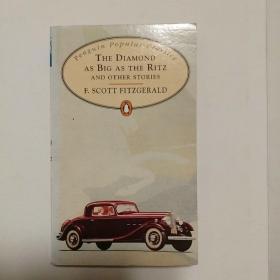 Penguin Popular Classics
THE DIAMOND
AS BIG AS THE RITZ
AND OTHER STORIES
F. SCOTT FITZGERALD